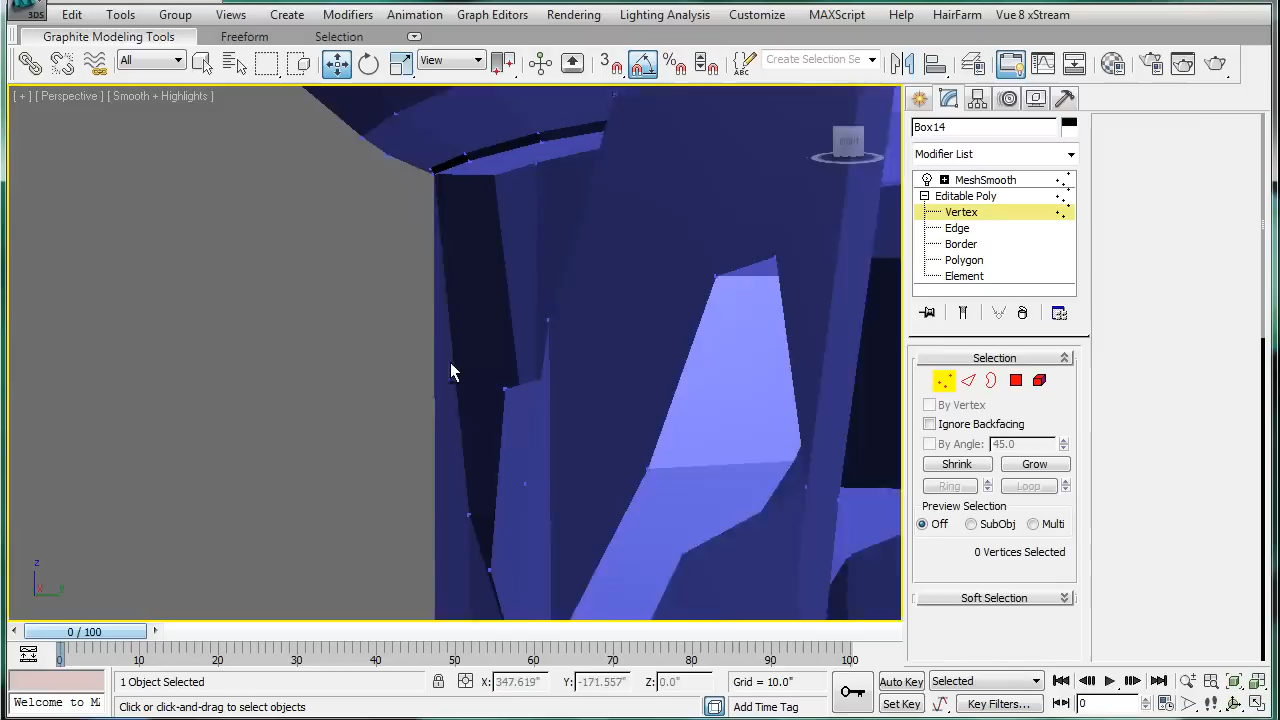 3DS Edit Tools Group Views Create Modifiers Animation Graph Editors Rendering Lighting Analysis Customize MAXScript Help HairFarm Vue 8 xStream
Graphite Modeling Tools Freeform Selection
All View 3 % ABC Create Selection Se
[ + ] [ Perspective ] [ Smooth + Highlights ]
Box14
Modifier List
MeshSmooth
Editable Poly
Vertex
Edge
Border
Polygon
Element
Selection
By Vertex
Ignore Backfacing
By Angle: 45.0
Shrink Grow
Ring Loop
Preview Selection
Off SubObj Multi
0 Vertices Selected
Soft Selection
z
x y
0 / 100
0 10 20 30 40 50 60 70 80 90 100
1 Object Selected X: 347.619" Y: -171.557" Z: 0.0" Grid = 10.0" Auto Key Selected
Welcome to M Click or click-and-drag to select objects Add Time Tag Set Key Key Filters... 0